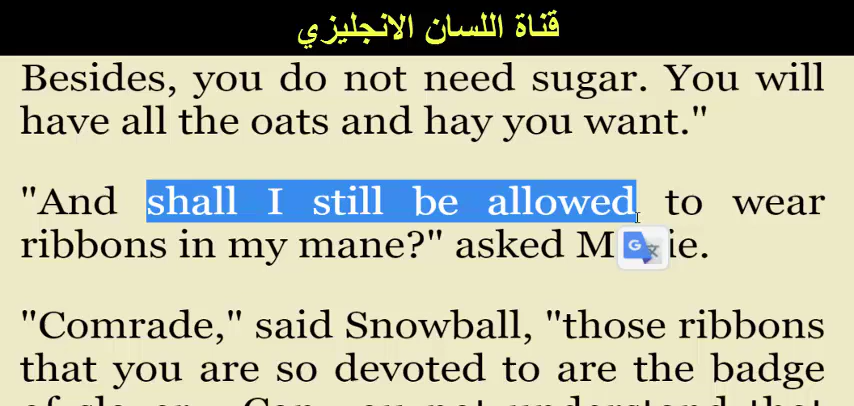 قناة اللسان الانجليزي
Besides, you do not need sugar. You will
have all the oats and hay you want."
"And shall I still be allowed to wear
ribbons in my mane?" asked M ie.
"Comrade," said Snowball, "those ribbons
that you are so devoted to are the badge